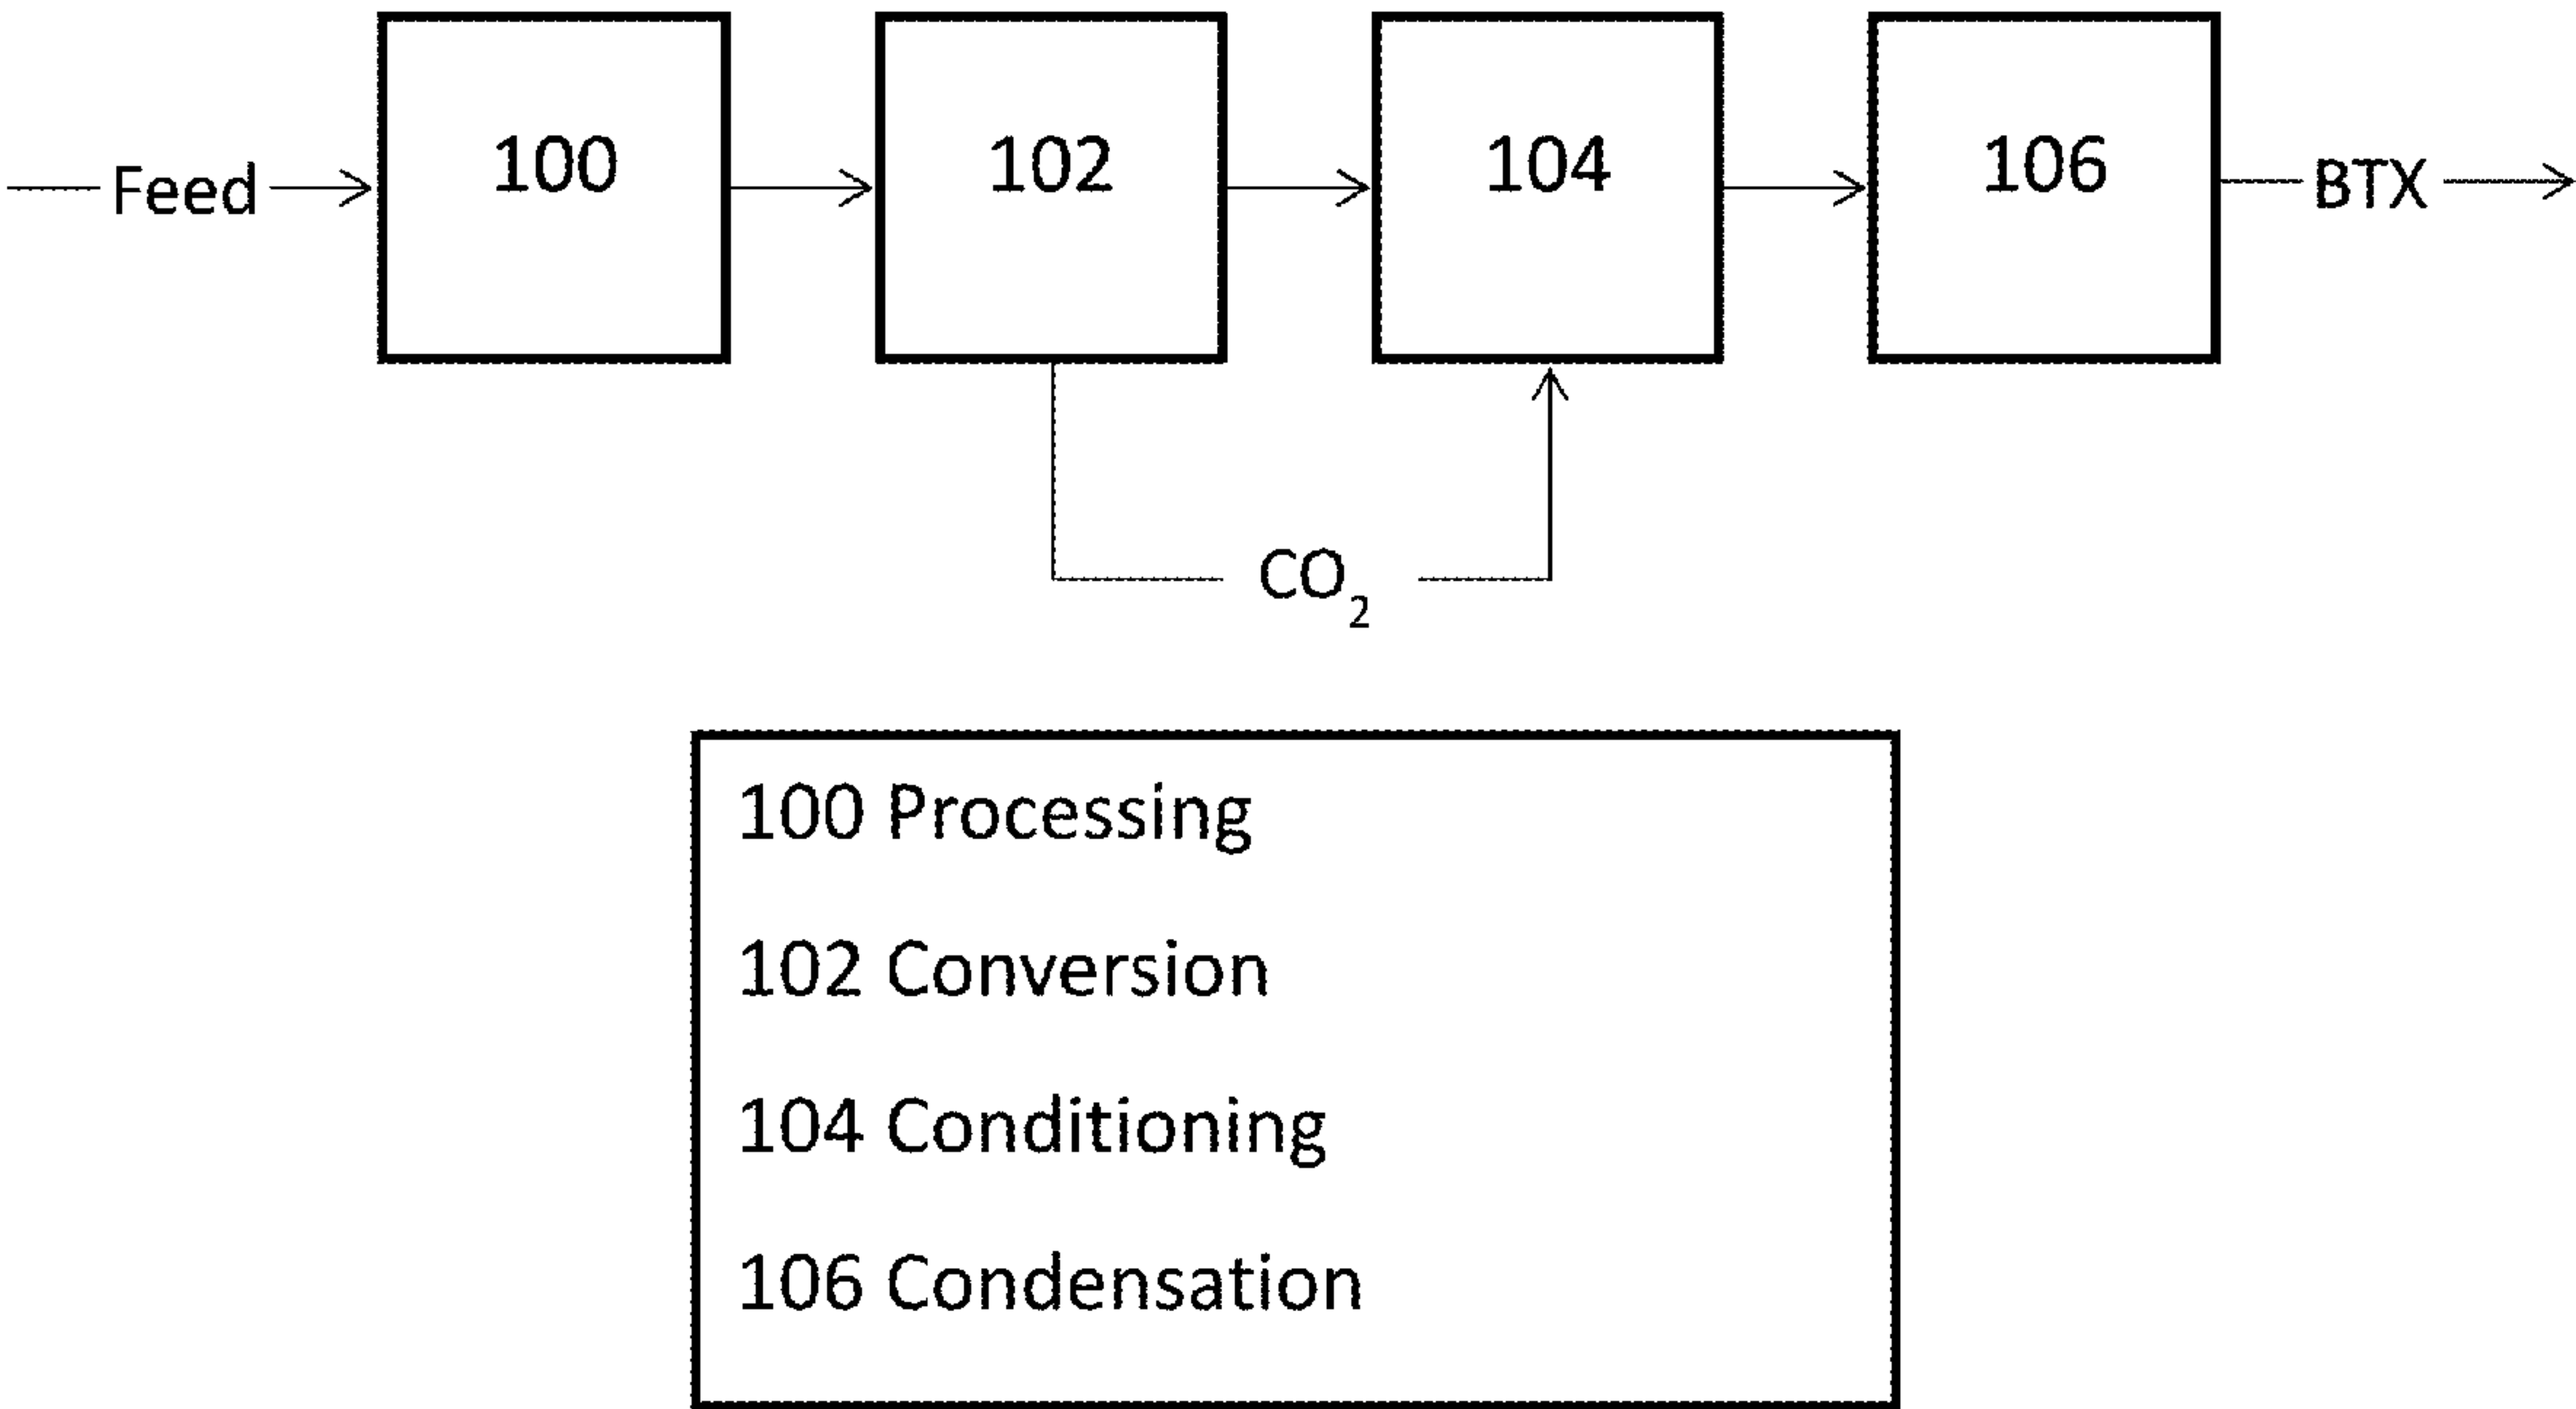 Feed 100 102 104 106 BTX
CO₂
100 Processing
102 Conversion
104 Conditioning
106 Condensation